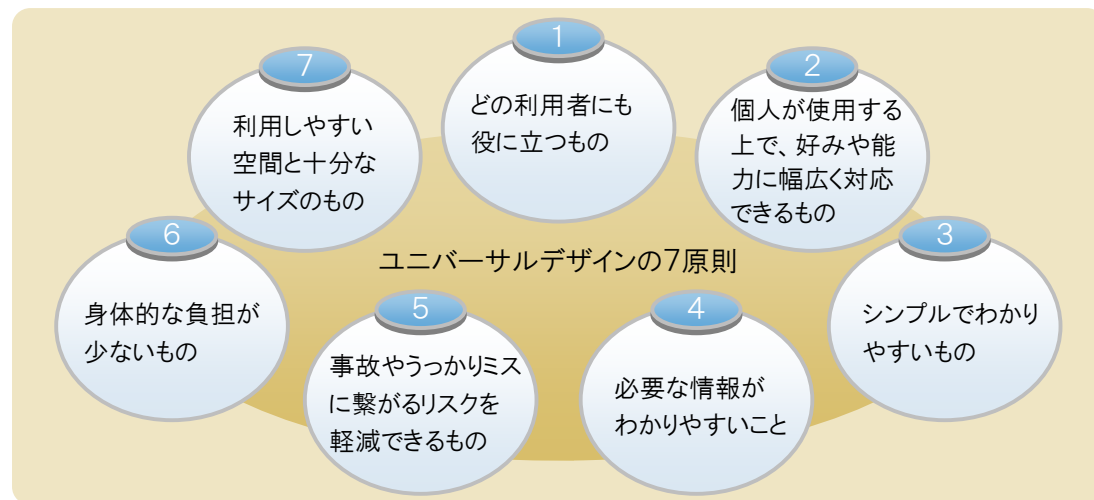 ユニバーサルデザインの7原則
1
どの利用者にも
役に立つもの
2
個人が使用する
上で、好みや能
力に幅広く対応
できるもの
3
シンプルでわかり
やすいもの
4
必要な情報が
わかりやすいこと
5
事故やうっかりミス
に繋がるリスクを
軽減できるもの
6
身体的な負担が
少ないもの
7
利用しやすい
空間と十分な
サイズのもの